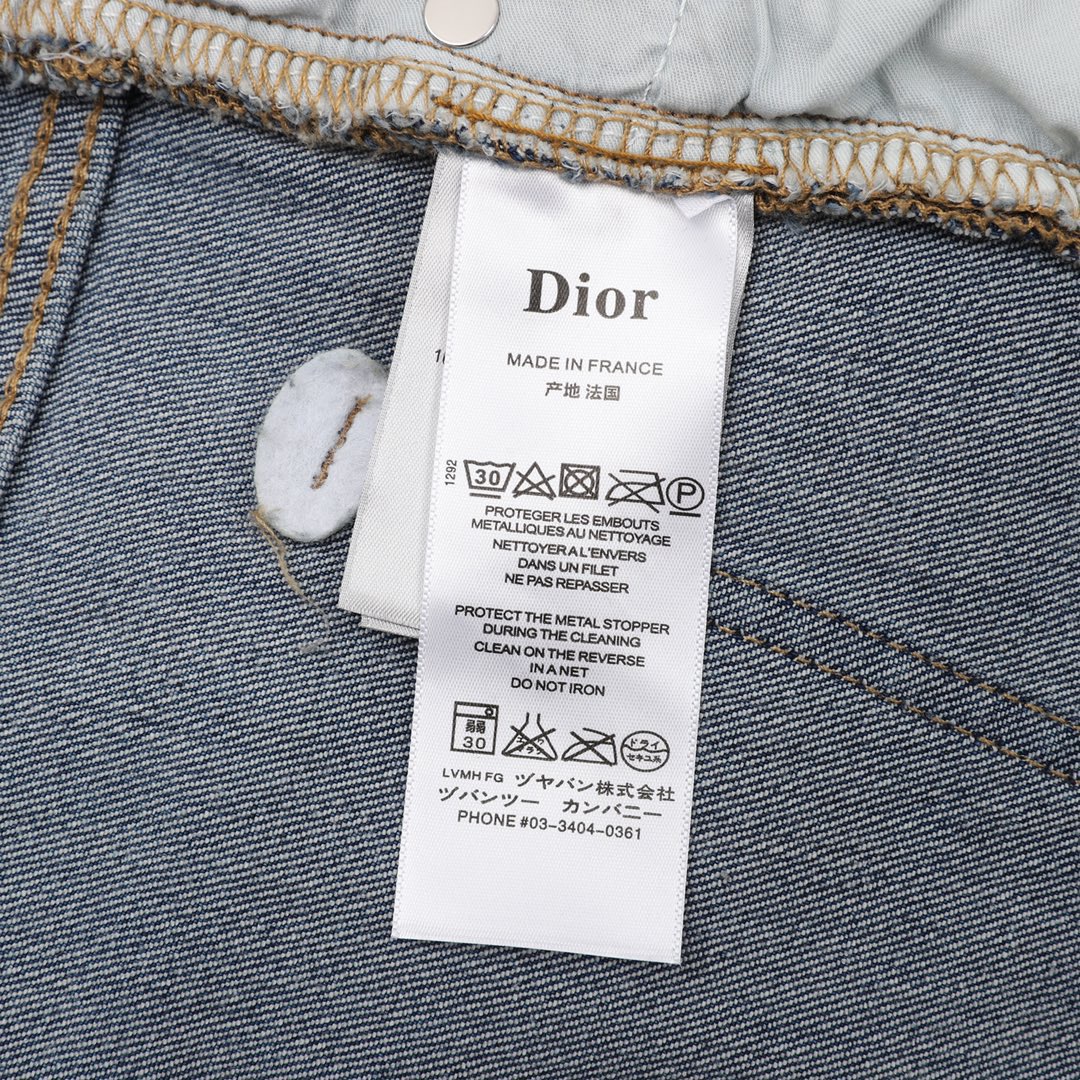 Dior
MADE IN FRANCE
产地 法国
1292
30
P
PROTEGER LES EMBOUTS
METALLIQUES AU NETTOYAGE
NETTOYER A L'ENVERS
DANS UN FILET
NE PAS REPASSER
PROTECT THE METAL STOPPER
DURING THE CLEANING
CLEAN ON THE REVERSE
IN A NET
DO NOT IRON
弱
30
ドライ
セキユ系
LVMH FG ヅヤバン株式会社
ヅバンツー カンバニー
PHONE #03-3404-0361